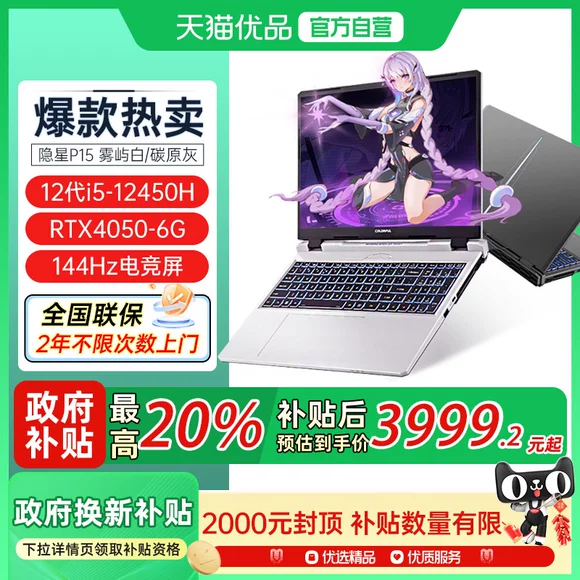 天猫优品 官方自营
爆款热卖
隐星P15 雾屿白/碳原灰
12代i5-12450H
RTX4050-6G
144Hz电竞屏
全国联保
2年不限次数上门
COLORFUL
政府补贴
最高20%
补贴后
预估到手价
3999.2元起
政府换新补贴
下拉详情页领取补贴资格
2000元封顶 补贴数量有限
优选精品 优质服务